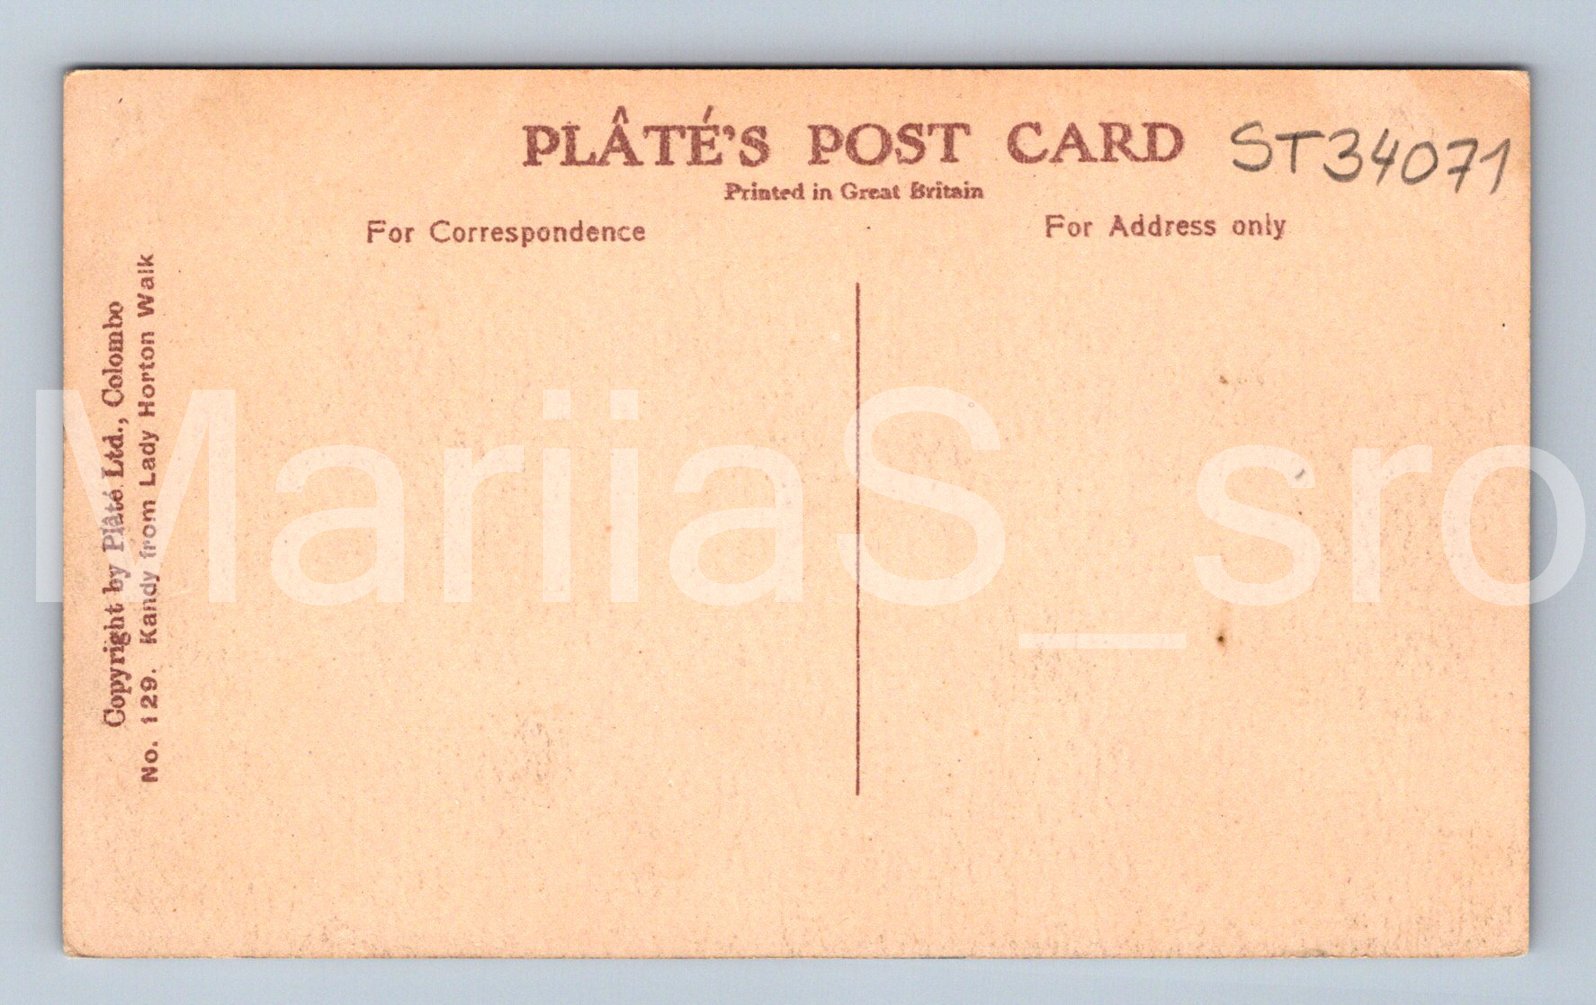 PLÂTÉ'S POST CARD
ST34071
Printed in Great Britain
For Correspondence
For Address only
Copyright by Plâté Ltd., Colombo
No. 129. Kandy from Lady Horton Walk
MariiaS_sro